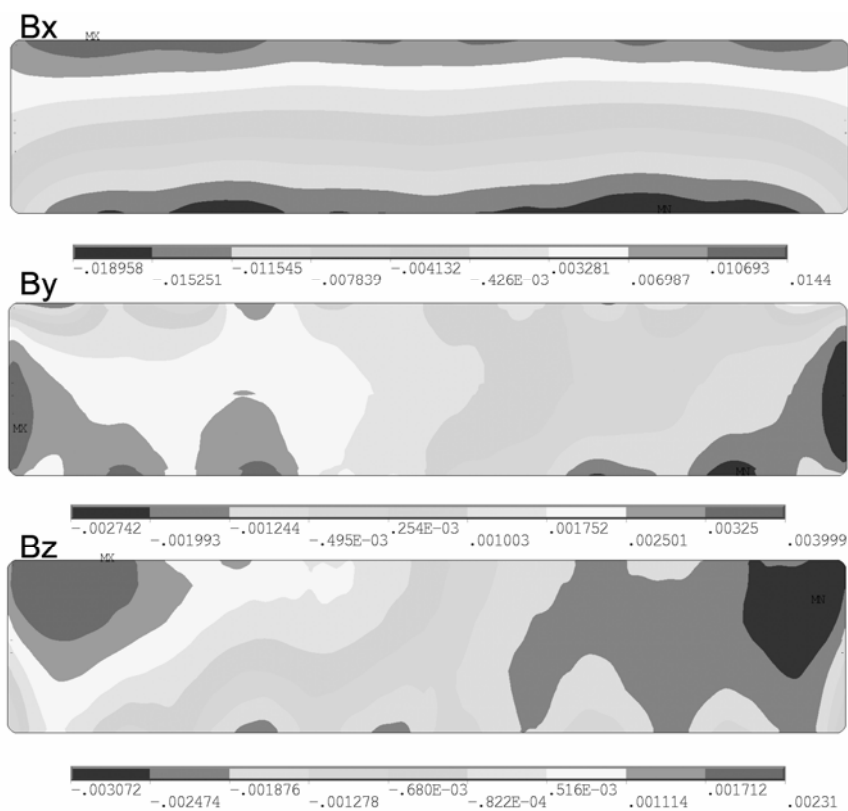 Bx
MX
MN
-.018958 -.011545 -.004132 .003281 .010693
-.015251 -.007839 -.426E-03 .006987 .0144
By
MX
MN
-.002742 -.001244 .254E-03 .001752 .00325
-.001993 -.495E-03 .001003 .002501 .003999
Bz
MX
MN
-.003072 -.001876 -.680E-03 .516E-03 .001712
-.002474 -.001278 -.822E-04 .001114 .00231